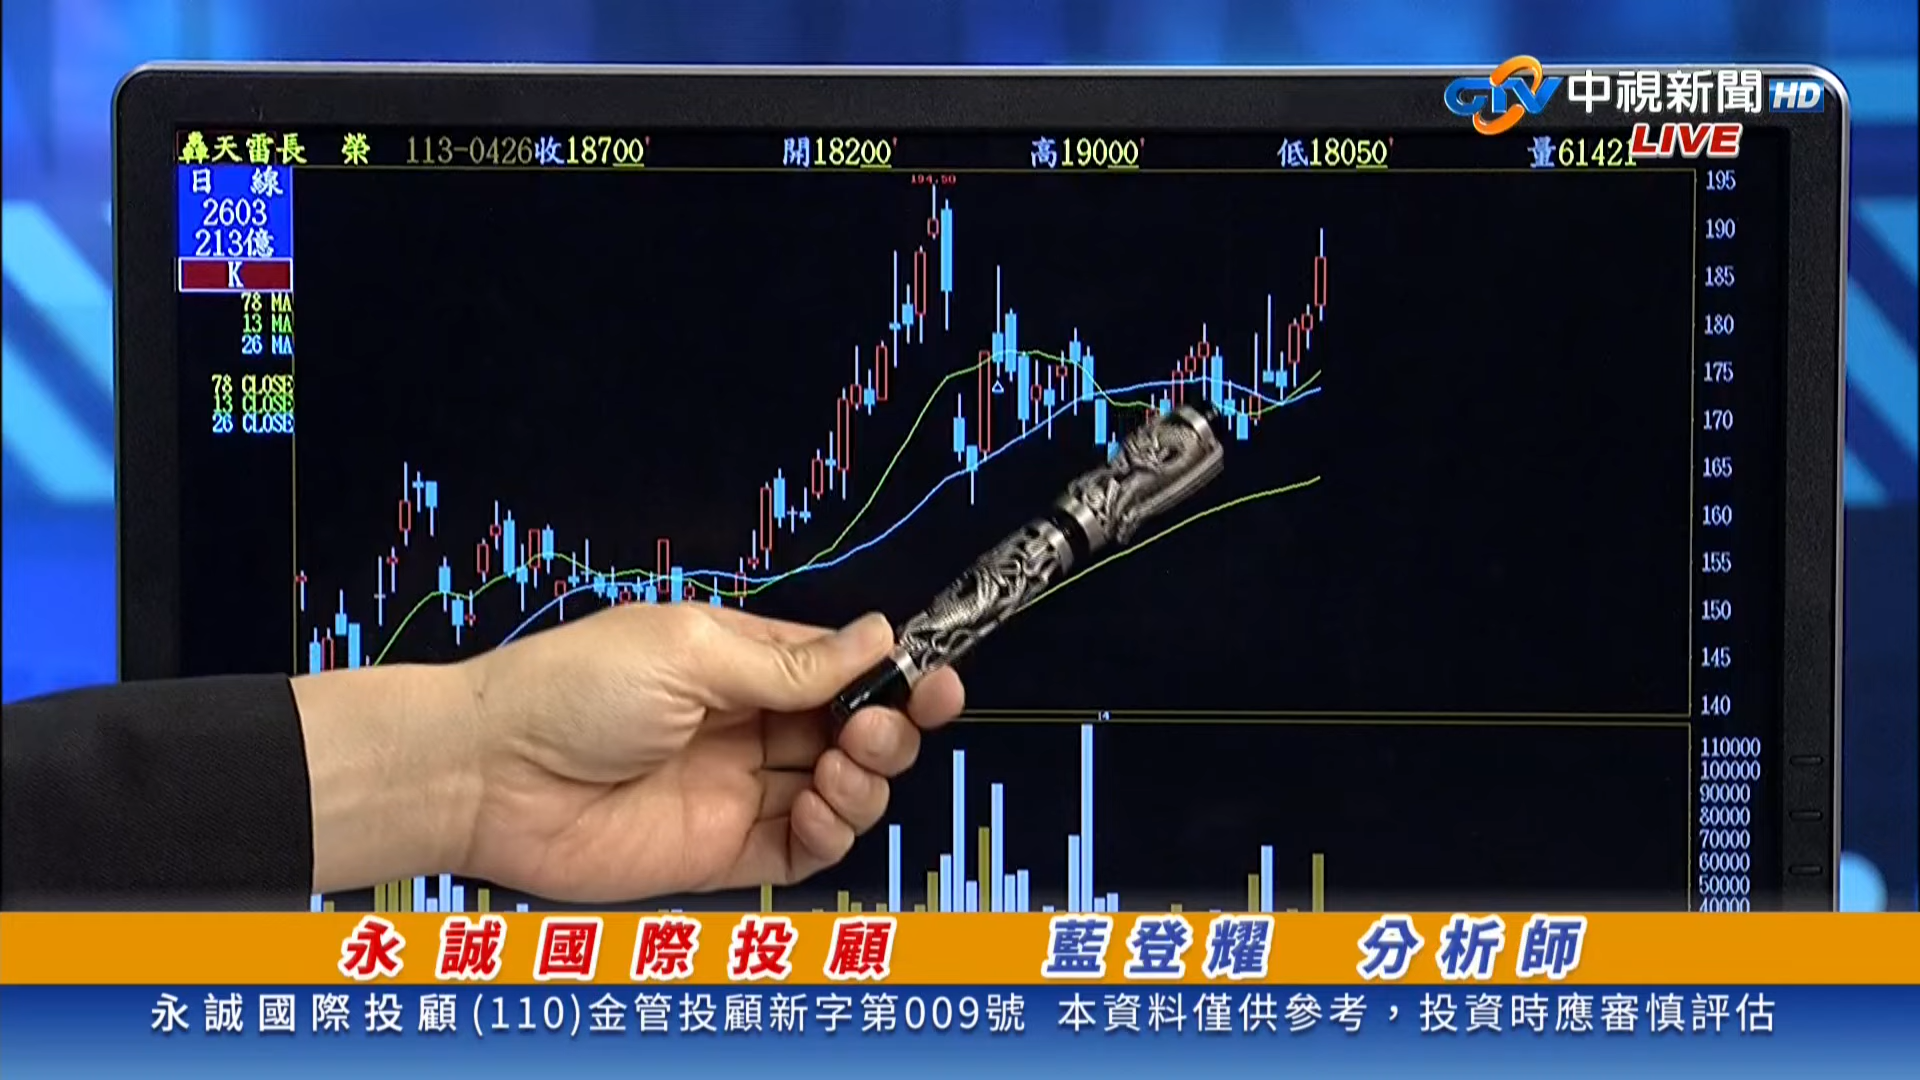 CTV 中視新聞 HD
LIVE
轟天雷長 榮 113-0426收18700' 開18200' 高19000' 低18050' 量61421
日 線
2603
213億
K
78 MA
13 MA
26 MA
78 CLOSE
13 CLOSE
26 CLOSE
194.50
195
190
185
180
175
170
165
160
155
150
145
140
14
110000
100000
90000
80000
70000
60000
50000
40000
永誠國際投顧 藍登耀 分析師
永誠國際投顧(110)金管投顧新字第009號 本資料僅供參考，投資時應審慎評估